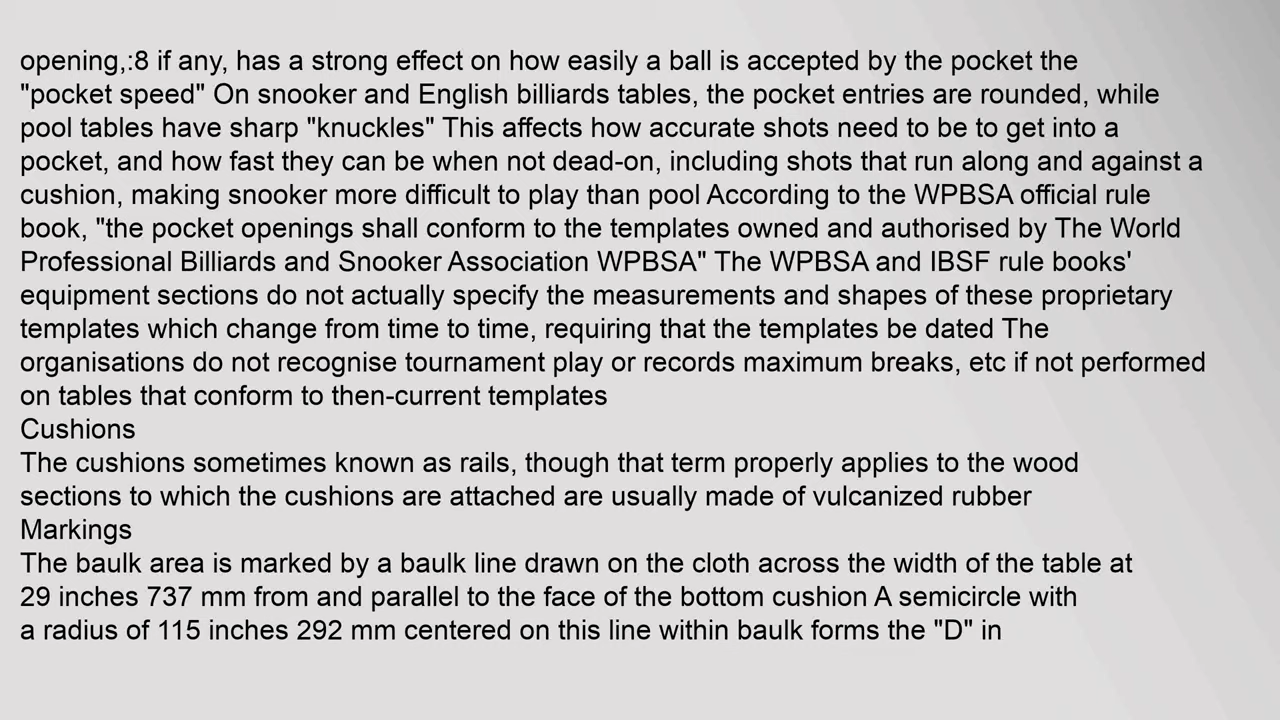 opening,:8 if any, has a strong effect on how easily a ball is accepted by the pocket the
"pocket speed" On snooker and English billiards tables, the pocket entries are rounded, while
pool tables have sharp "knuckles" This affects how accurate shots need to be to get into a
pocket, and how fast they can be when not dead-on, including shots that run along and against a
cushion, making snooker more difficult to play than pool According to the WPBSA official rule
book, "the pocket openings shall conform to the templates owned and authorised by The World
Professional Billiards and Snooker Association WPBSA" The WPBSA and IBSF rule books'
equipment sections do not actually specify the measurements and shapes of these proprietary
templates which change from time to time, requiring that the templates be dated The
organisations do not recognise tournament play or records maximum breaks, etc if not performed
on tables that conform to then-current templates
Cushions
The cushions sometimes known as rails, though that term properly applies to the wood
sections to which the cushions are attached are usually made of vulcanized rubber
Markings
The baulk area is marked by a baulk line drawn on the cloth across the width of the table at
29 inches 737 mm from and parallel to the face of the bottom cushion A semicircle with
a radius of 115 inches 292 mm centered on this line within baulk forms the "D" in